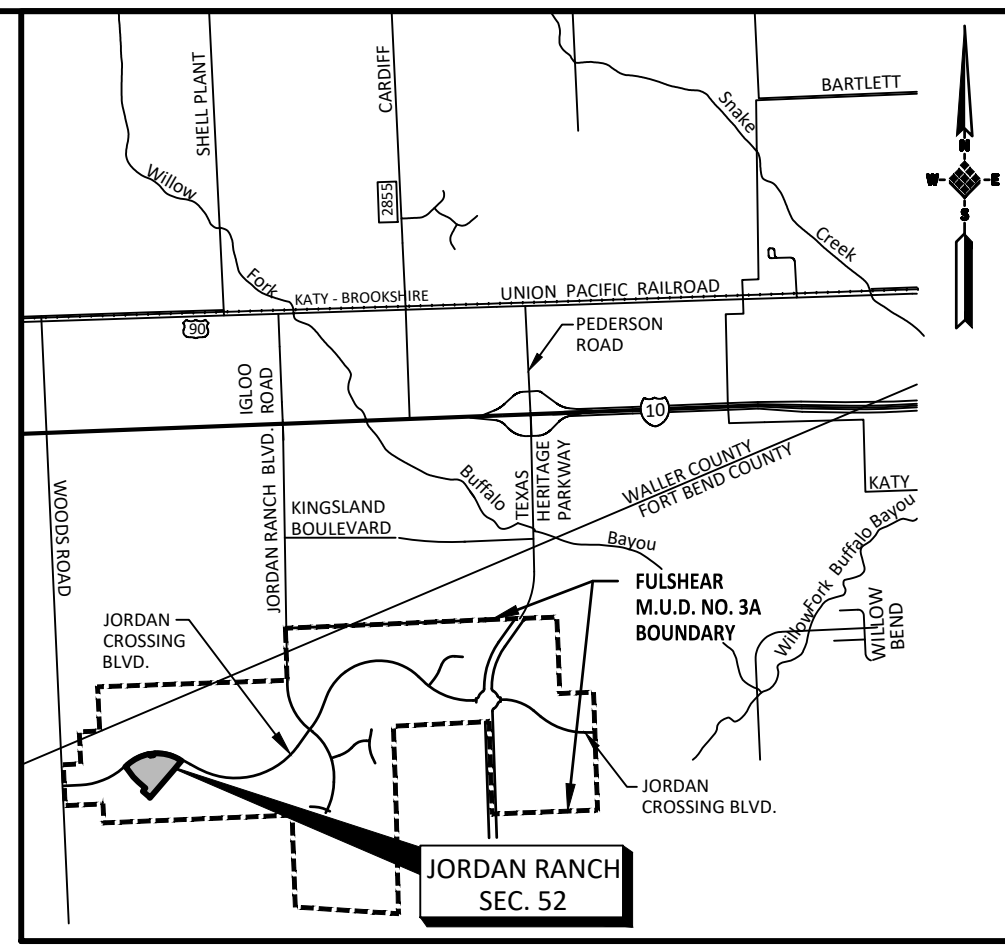 BARTLETT
SHELL PLANT
CARDIFF
Snake
Creek
N
W
E
S
Willow
Fork
2855
KATY - BROOKSHIRE
UNION PACIFIC RAILROAD
90
PEDERSON
ROAD
IGLOO
ROAD
10
WALLER COUNTY
FORT BEND COUNTY
KATY
WOODS ROAD
JORDAN RANCH BLVD.
KINGSLAND
BOULEVARD
TEXAS
HERITAGE
PARKWAY
Buffalo
Bayou
Willow Fork Buffalo Bayou
WILLOW
BEND
FULSHEAR
M.U.D. NO. 3A
BOUNDARY
JORDAN
CROSSING
BLVD.
JORDAN
CROSSING BLVD.
JORDAN RANCH
SEC. 52